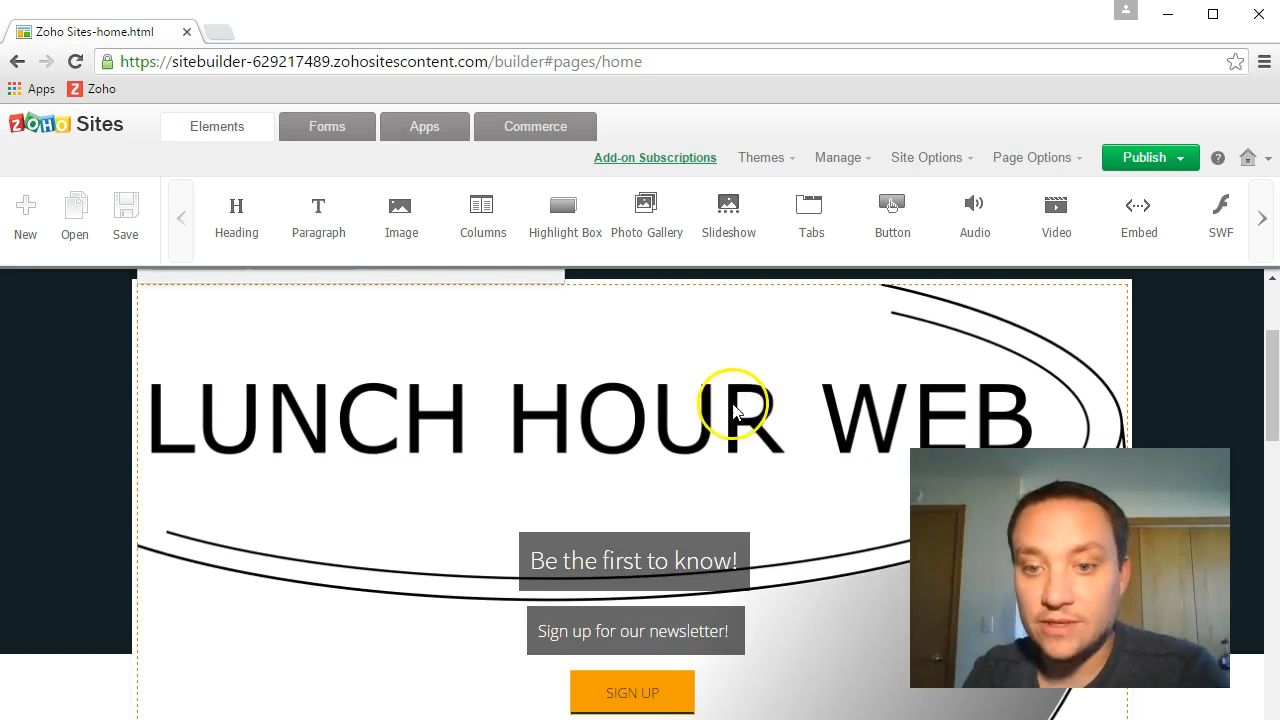 Zoho Sites-home.html
https://sitebuilder-629217489.zohositescontent.com/builder#pages/home
Apps Zoho
ZOHO Sites Elements Forms Apps Commerce
Add-on Subscriptions Themes Manage Site Options Page Options Publish
New Open Save Heading Paragraph Image Columns Highlight Box Photo Gallery Slideshow Tabs Button Audio Video Embed SWF
LUNCH HOUR WEB
Be the first to know!
Sign up for our newsletter!
SIGN UP